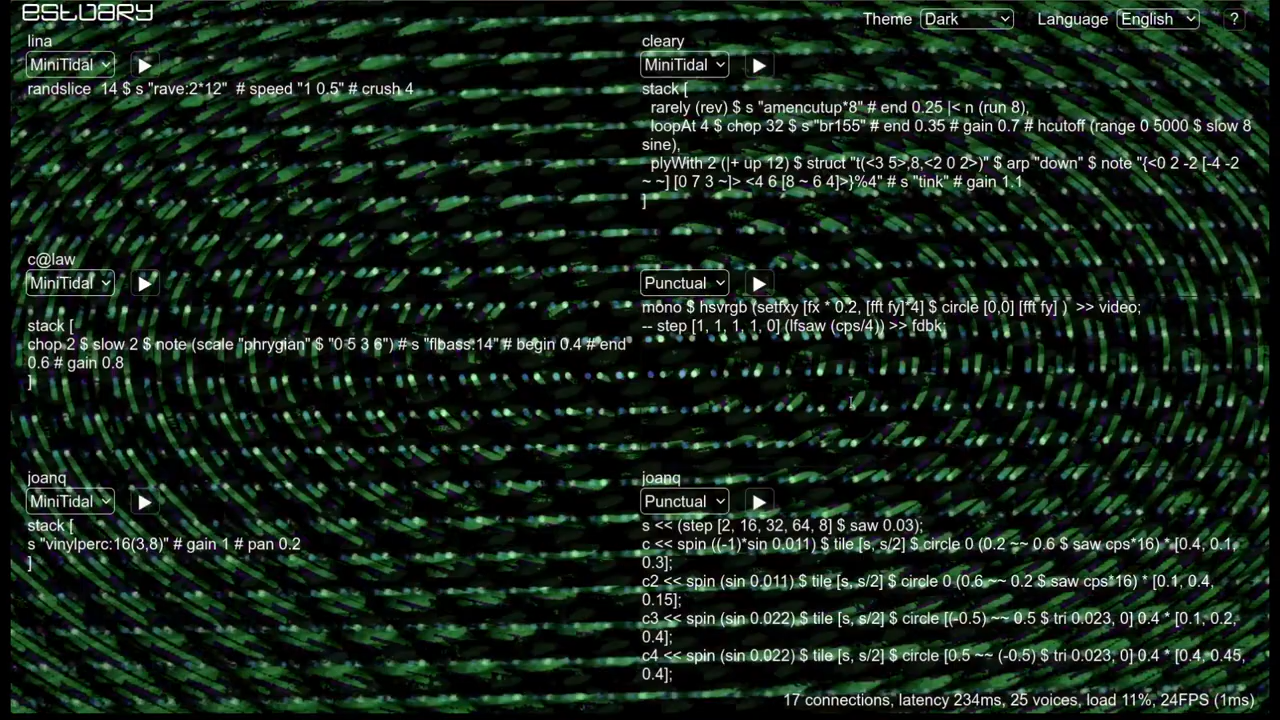 estuary
Theme Dark Language English ?
lina
MiniTidal
randslice 14 $ s "rave:2*12" # speed "1 0.5" # crush 4
cleary
MiniTidal
stack [
rarely (rev) $ s "amencutup*8" # end 0.25 |< n (run 8),
loopAt 4 $ chop 32 $ s "br155" # end 0.35 # gain 0.7 # hcutoff (range 0 5000 $ slow 8
sine),
plyWith 2 (|+ up 12) $ struct "t(<3 5>,8,<2 0 2>)" $ arp "down" $ note "{<0 2 -2 [-4 -2
~ ~] [0 7 3 ~]> <4 6 [8 ~ 6 4]>}%4" # s "tink" # gain 1.1
]
c@law
MiniTidal
stack [
chop 2 $ slow 2 $ note (scale "phrygian" $ "0 5 3 6") # s "flbass:14" # begin 0.4 # end
0.6 # gain 0.8
]
Punctual
mono $ hsvrgb (setfxy [fx * 0.2, [fft fy]*4] $ circle [0,0] [fft fy] ) >> video;
-- step [1, 1, 1, 1, 0] (lfsaw (cps/4)) >> fdbk;
joanq
MiniTidal
stack [
s "vinylperc:16(3,8)" # gain 1 # pan 0.2
]
joanq
Punctual
s << (step [2, 16, 32, 64, 8] $ saw 0.03);
c << spin ((-1)*sin 0.011) $ tile [s, s/2] $ circle 0 (0.2 ~~ 0.6 $ saw cps*16) * [0.4, 0.1,
0.3];
c2 << spin (sin 0.011) $ tile [s, s/2] $ circle 0 (0.6 ~~ 0.2 $ saw cps*16) * [0.1, 0.4,
0.15];
c3 << spin (sin 0.022) $ tile [s, s/2] $ circle [(-0.5) ~~ 0.5 $ tri 0.023, 0] 0.4 * [0.1, 0.2,
0.4];
c4 << spin (sin 0.022) $ tile [s, s/2] $ circle [0.5 ~~ (-0.5) $ tri 0.023, 0] 0.4 * [0.4, 0.45,
0.4];
17 connections, latency 234ms, 25 voices, load 11%, 24FPS (1ms)